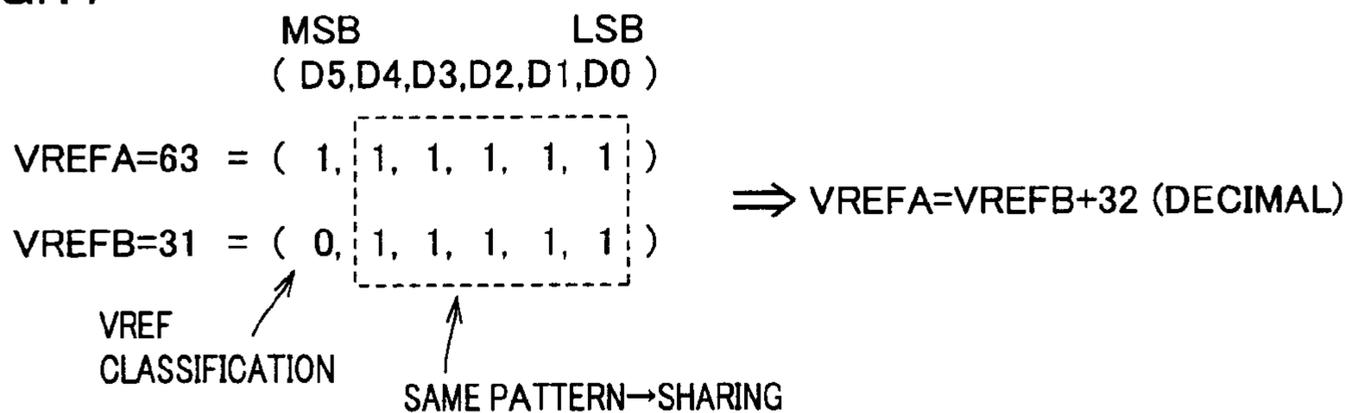 MSB LSB
( D5,D4,D3,D2,D1,D0 )
VREFA=63 = ( 1, 1, 1, 1, 1, 1 )
⇒ VREFA=VREFB+32 (DECIMAL)
VREFB=31 = ( 0, 1, 1, 1, 1, 1 )
VREF
CLASSIFICATION
SAME PATTERN→SHARING